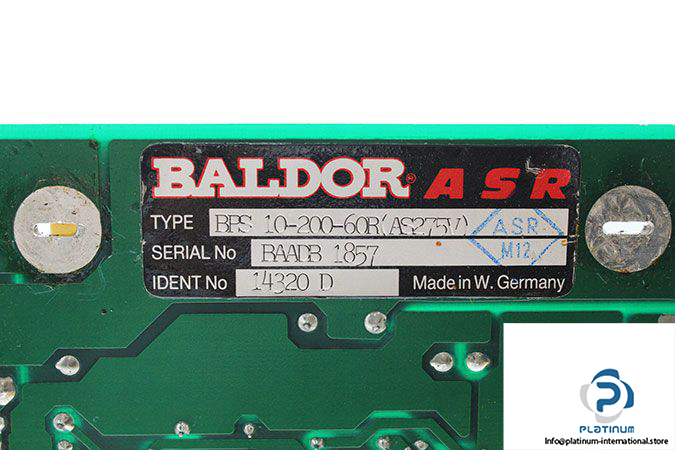 BALDOR® ASR
TYPE BPS 10-200-60R(AS275V)
ASR
M12
SERIAL No BAADB 1857
IDENT No 14320 D
Made in W. Germany
PLATINUM
info@platinum-international.store